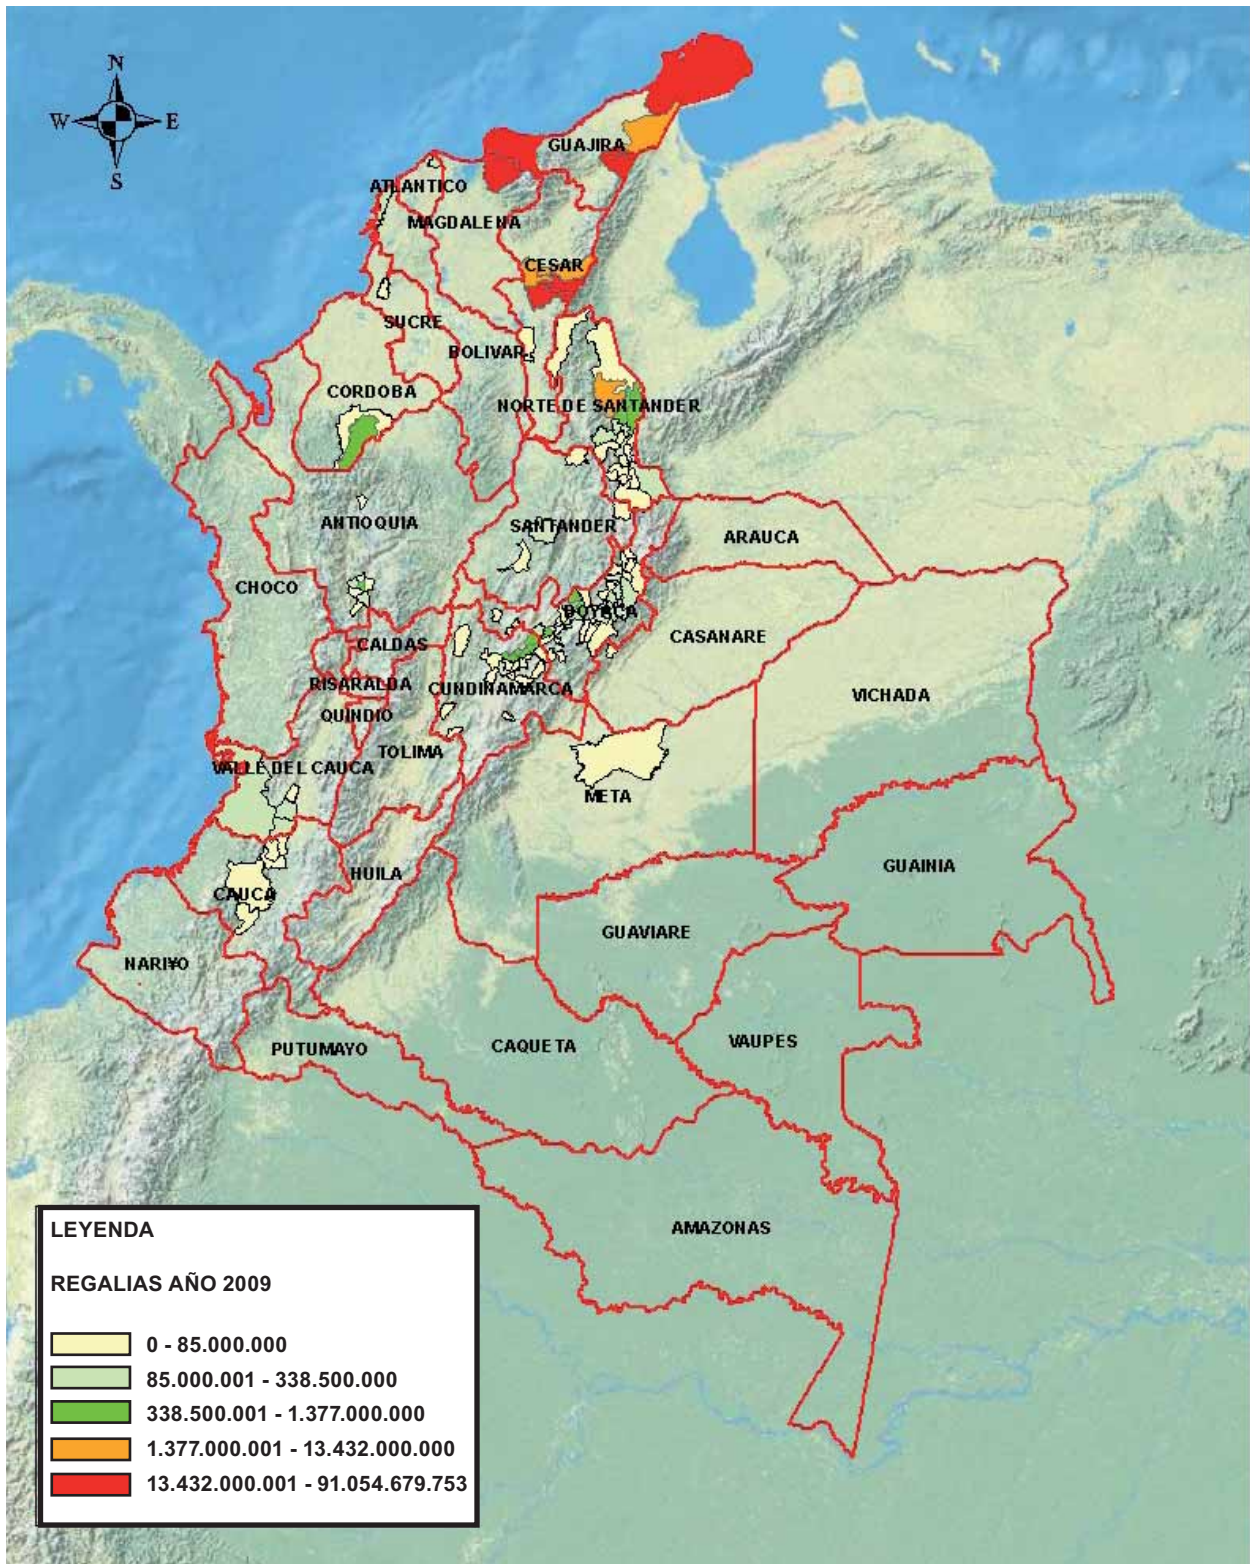 N
W E
S
GUAJIRA
ATLANTICO
MAGDALENA
CESAR
SUCRE
BOLIVAR
CORDOBA
NORTE DE SANTANDER
ANTIOQUIA
SANTANDER
ARAUCA
CHOCO
BOYACA
CASANARE
CALDAS
RISARALDA
CUNDINAMARCA
VICHADA
QUINDIO
TOLIMA
VALLE DEL CAUCA
META
GUAINIA
HUILA
CAUCA
GUAVIARE
NARI¥O
PUTUMAYO
CAQUETA
VAUPES
AMAZONAS
LEYENDA
REGALIAS AÑO 2009
0 - 85.000.000
85.000.001 - 338.500.000
338.500.001 - 1.377.000.000
1.377.000.001 - 13.432.000.000
13.432.000.001 - 91.054.679.753